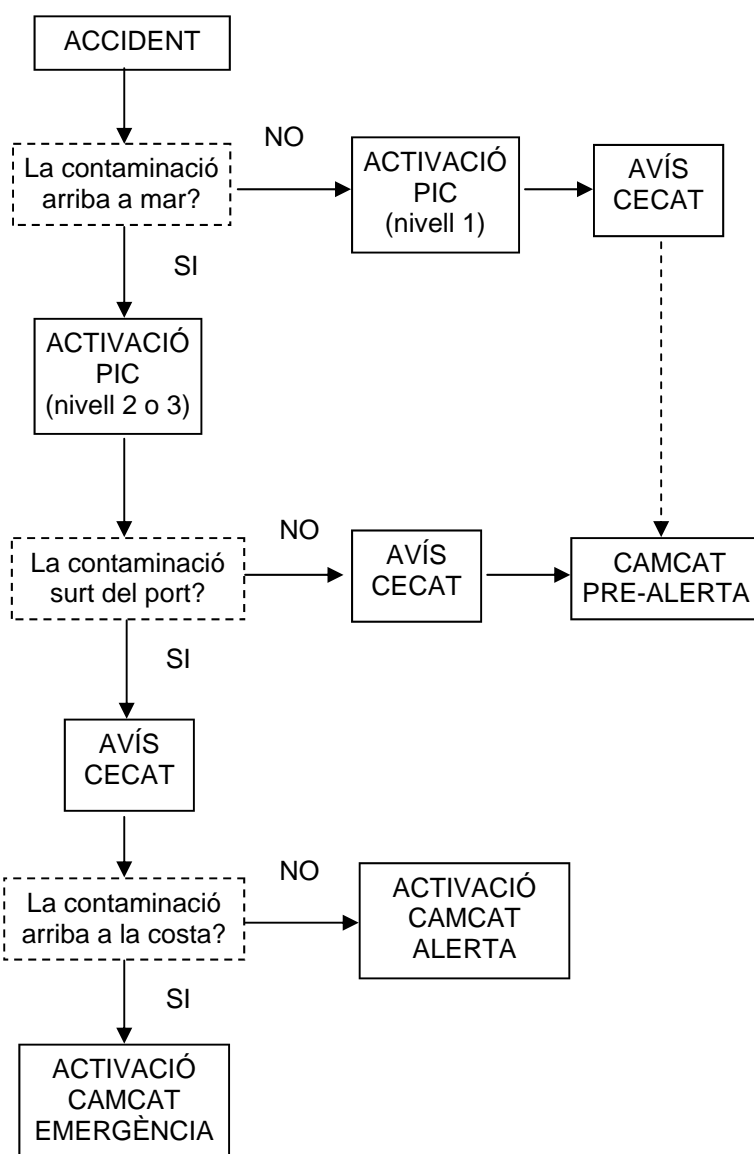 ACCIDENT
La contaminació
arriba a mar?
NO
ACTIVACIÓ
PIC
(nivell 1)
AVÍS
CECAT
SI
ACTIVACIÓ
PIC
(nivell 2 o 3)
La contaminació
surt del port?
NO
AVÍS
CECAT
CAMCAT
PRE-ALERTA
SI
AVÍS
CECAT
La contaminació
arriba a la costa?
NO
ACTIVACIÓ
CAMCAT
ALERTA
SI
ACTIVACIÓ
CAMCAT
EMERGÈNCIA